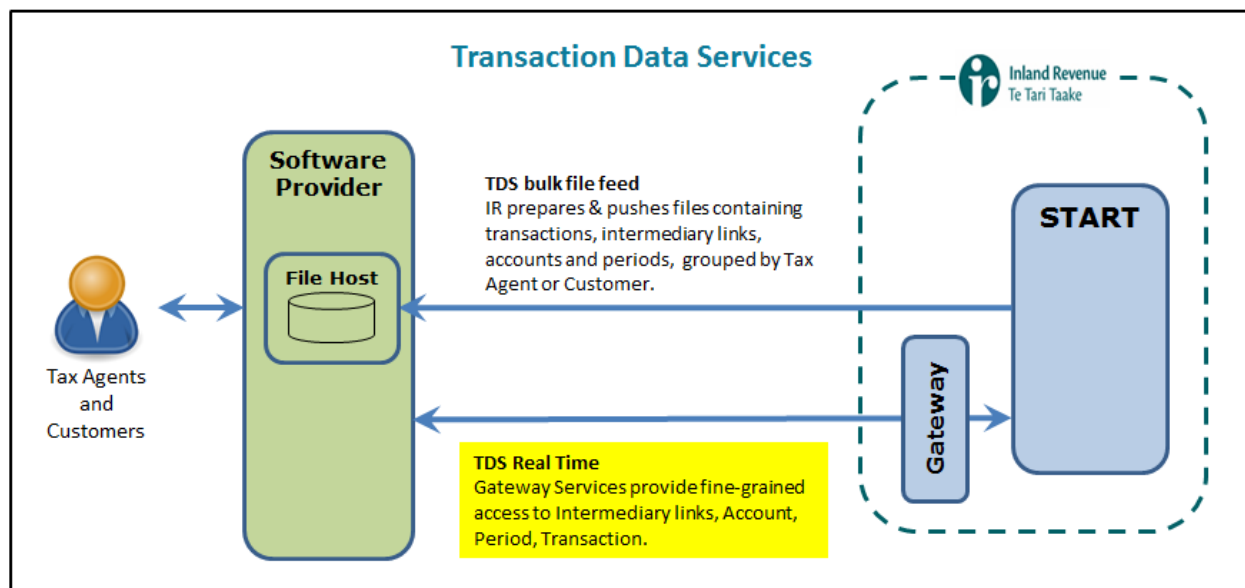 Transaction Data Services
Inland Revenue
Te Tari Taake
Software
Provider
File Host
TDS bulk file feed
IR prepares & pushes files containing
transactions, intermediary links,
accounts and periods, grouped by Tax
Agent or Customer.
START
Gateway
Tax Agents
and
Customers
TDS Real Time
Gateway Services provide fine-grained
access to Intermediary links, Account,
Period, Transaction.